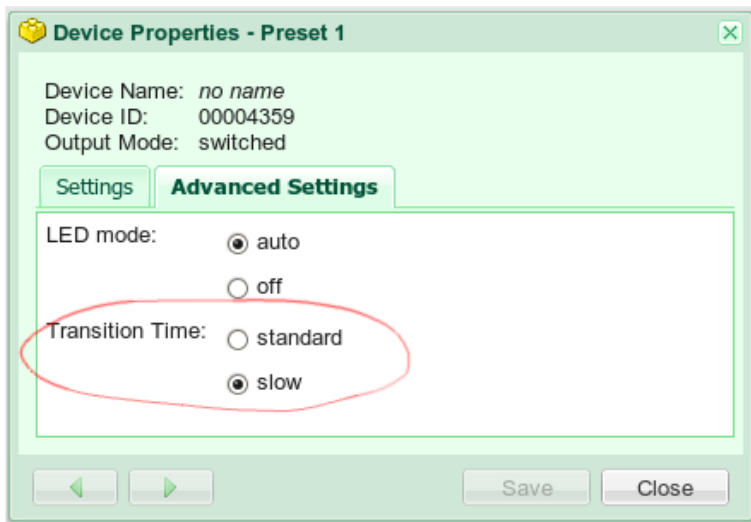 Device Properties - Preset 1
Device Name: no name
Device ID: 00004359
Output Mode: switched
Settings Advanced Settings
LED mode: auto
off
Transition Time: standard
slow
Save Close